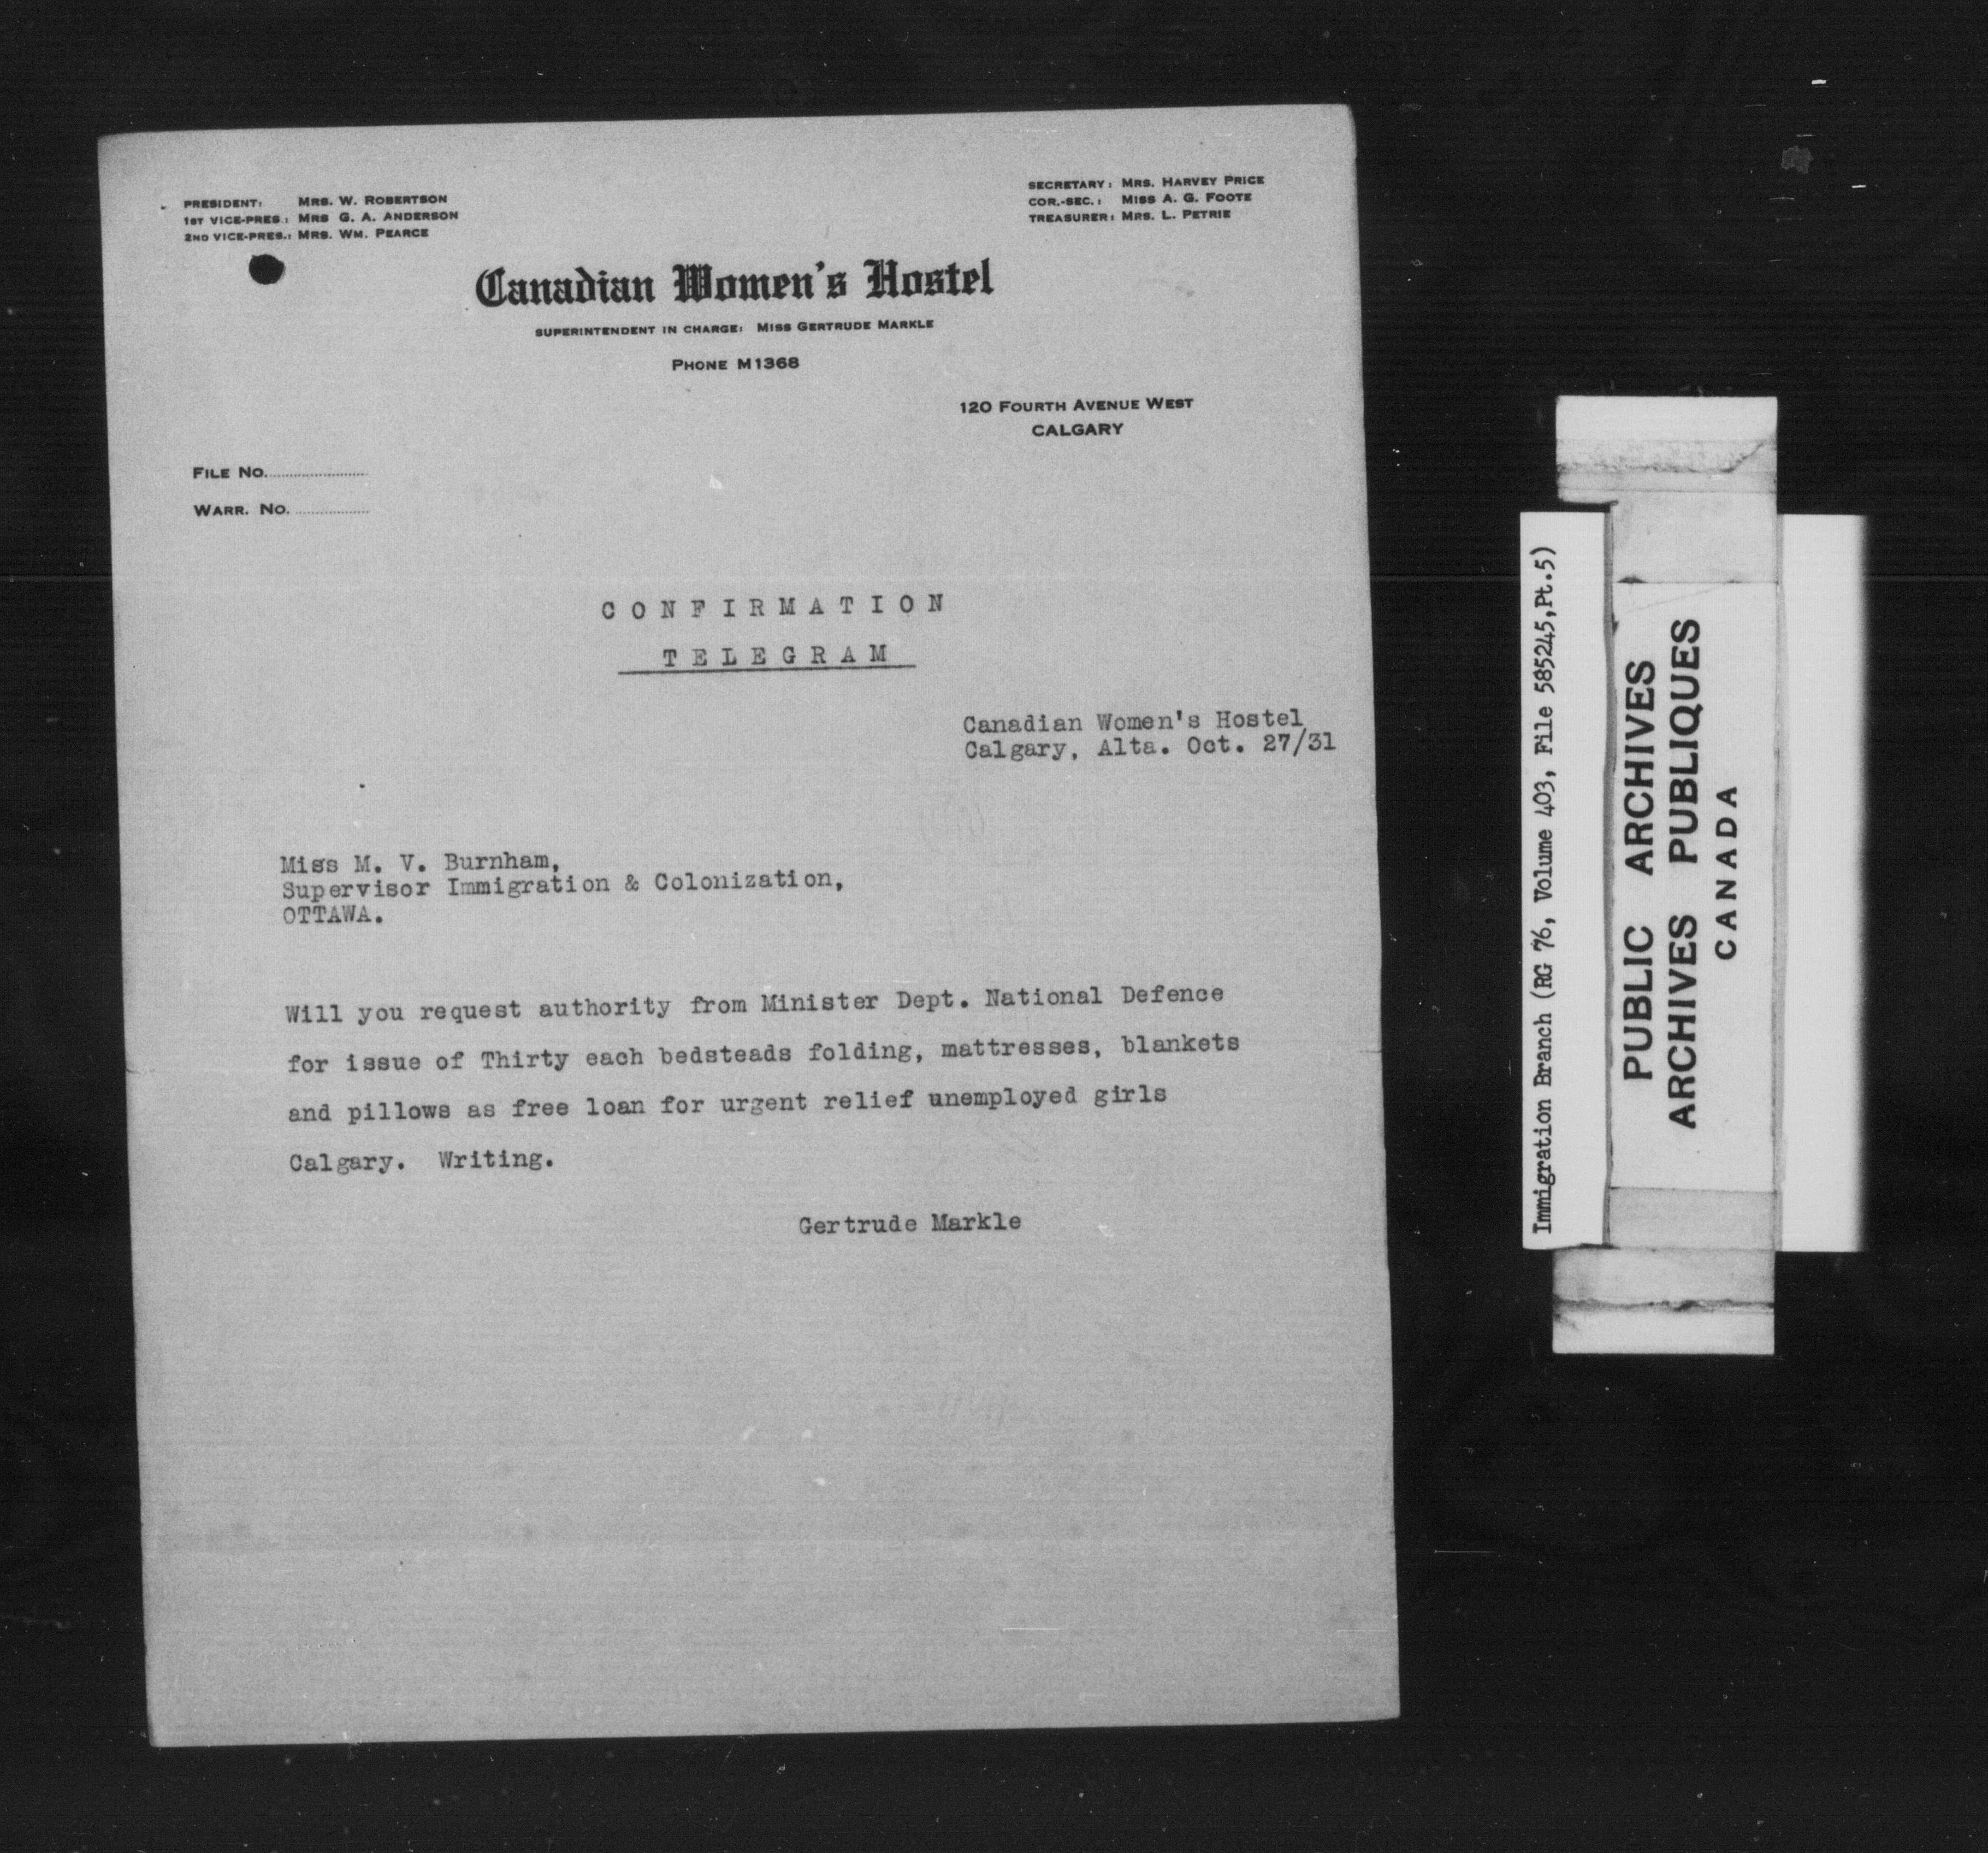 PRESIDENT: MRS. W. ROBERTSON
1ST VICE-PRES.: MRS G. A. ANDERSON
2ND VICE-PRES.: MRS. WM. PEARCE
SECRETARY: MRS. HARVEY PRICE
COR.-SEC.: MISS A. G. FOOTE
TREASURER: MRS. L. PETRIE
Canadian Women's Hostel
SUPERINTENDENT IN CHARGE: MISS GERTRUDE MARKLE
PHONE M1368
120 FOURTH AVENUE WEST
CALGARY
FILE NO.
WARR. NO.
CONFIRMATION
TELEGRAM
Canadian Women's Hostel
Calgary, Alta. Oct. 27/31
Miss M. V. Burnham,
Supervisor Immigration & Colonization,
OTTAWA.
Will you request authority from Minister Dept. National Defence
for issue of Thirty each bedsteads folding, mattresses, blankets
and pillows as free loan for urgent relief unemployed girls
Calgary. Writing.
Gertrude Markle
Immigration Branch (RG 76, Volume 403, File 585245,Pt.5)
PUBLIC ARCHIVES
ARCHIVES PUBLIQUES
CANADA